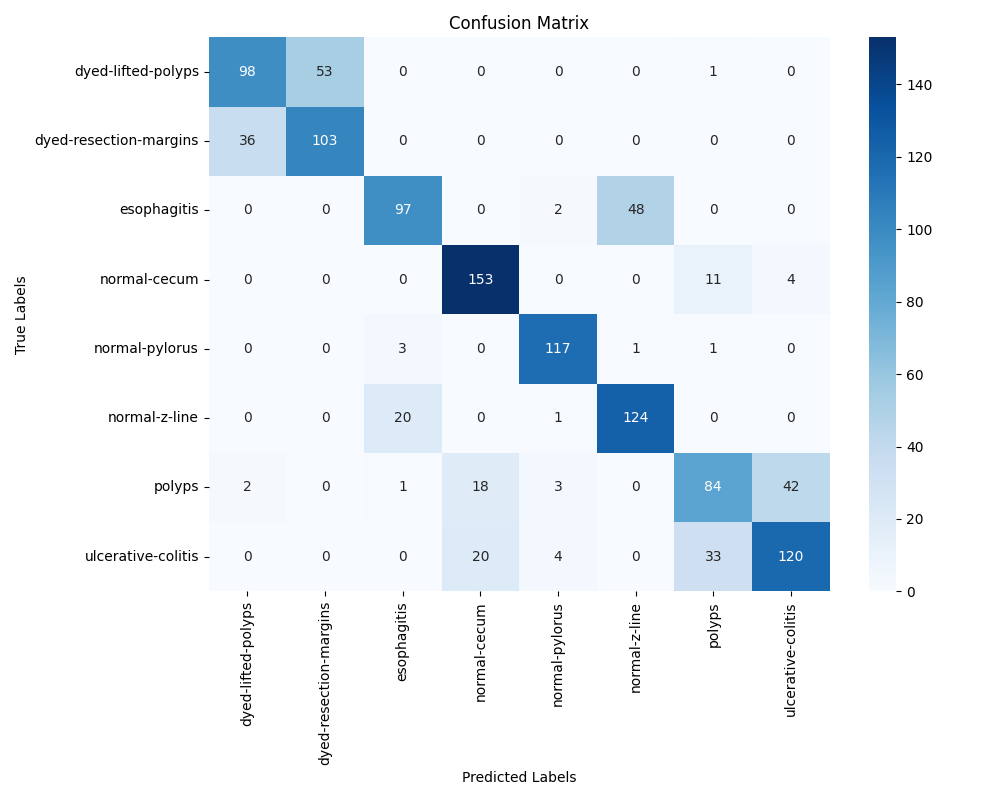 Confusion Matrix
True Labels
dyed-lifted-polyps 98 53 0 0 0 0 1 0
dyed-resection-margins 36 103 0 0 0 0 0 0
esophagitis 0 0 97 0 2 48 0 0
normal-cecum 0 0 0 153 0 0 11 4
normal-pylorus 0 0 3 0 117 1 1 0
normal-z-line 0 0 20 0 1 124 0 0
polyps 2 0 1 18 3 0 84 42
ulcerative-colitis 0 0 0 20 4 0 33 120
dyed-lifted-polyps
dyed-resection-margins
esophagitis
normal-cecum
normal-pylorus
normal-z-line
polyps
ulcerative-colitis
Predicted Labels
140
120
100
80
60
40
20
0